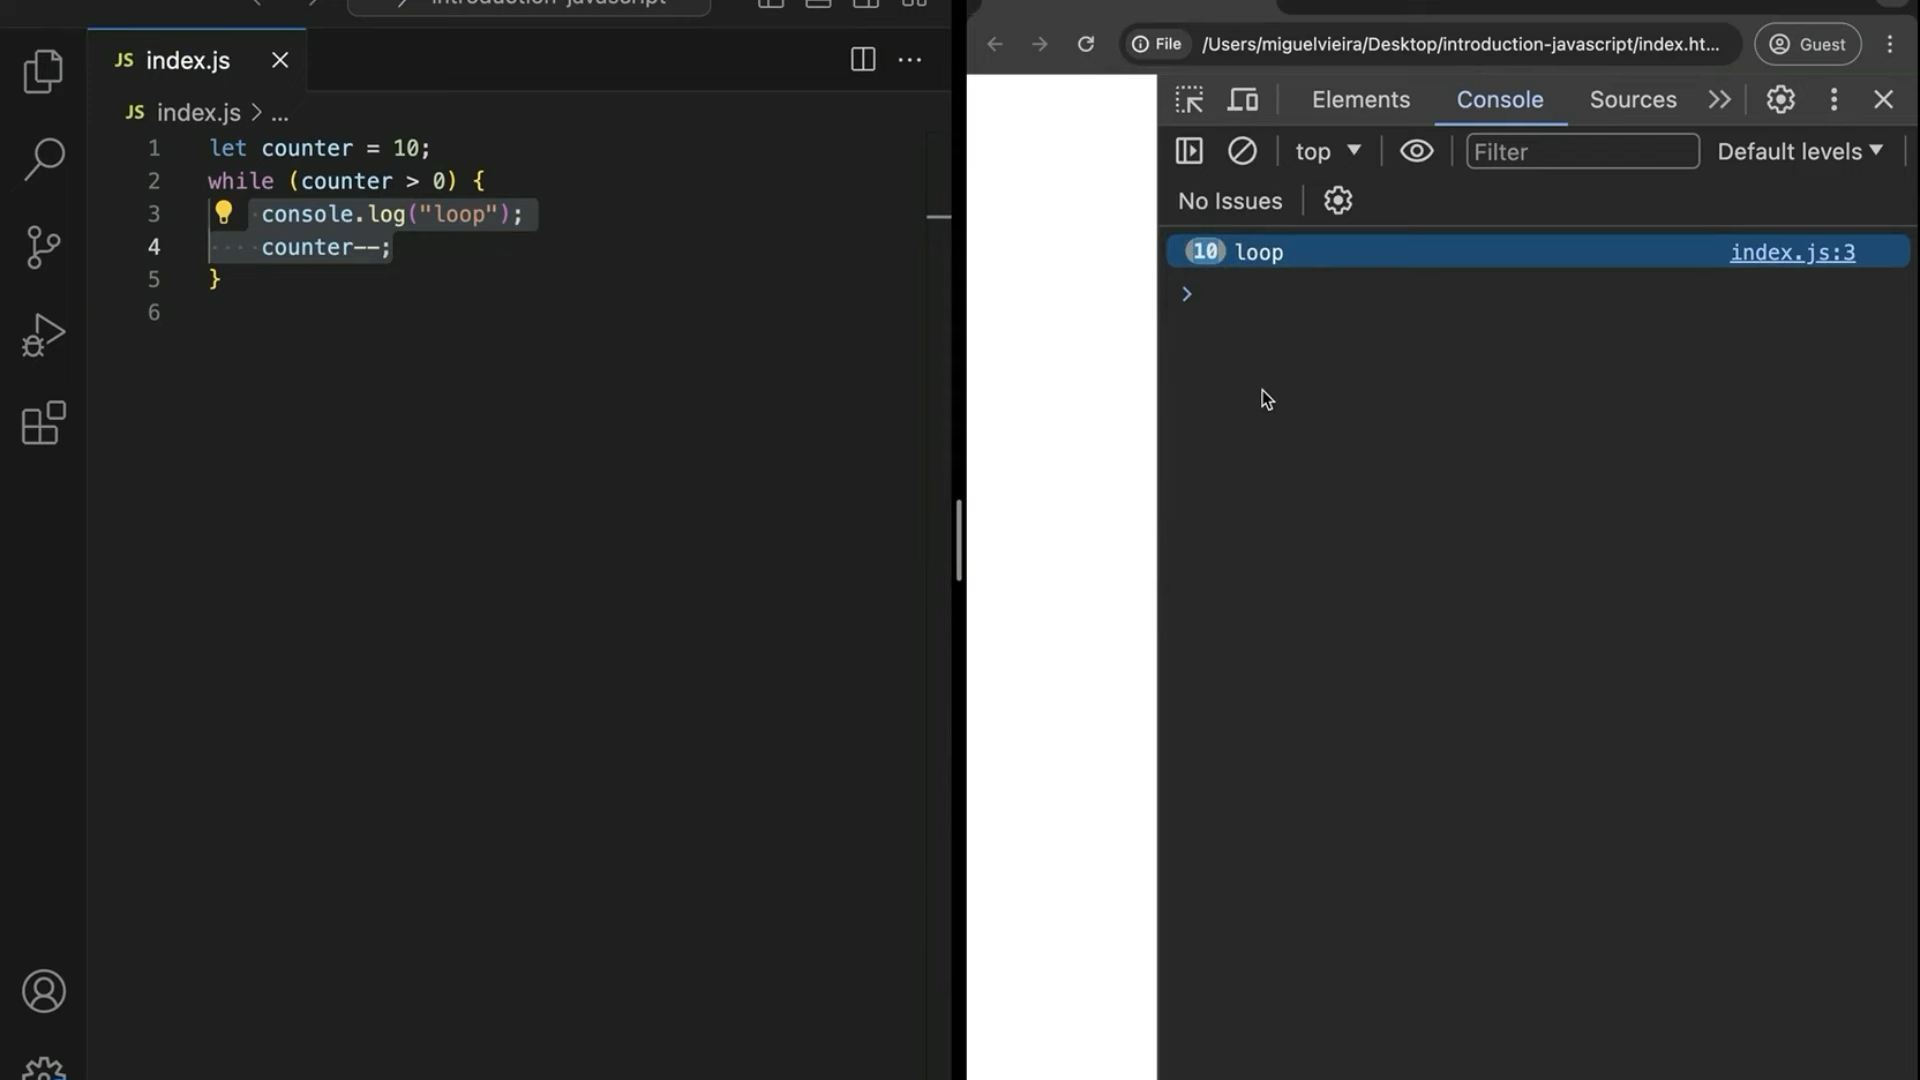 introduction-javascript
JS index.js
JS index.js > ...
1 let counter = 10;
2 while (counter > 0) {
3 console.log("loop");
4 ····counter--;
5 }
6
File /Users/miguelvieira/Desktop/introduction-javascript/index.ht... Guest
Elements Console Sources
top Filter Default levels
No Issues
10 loop index.js:3